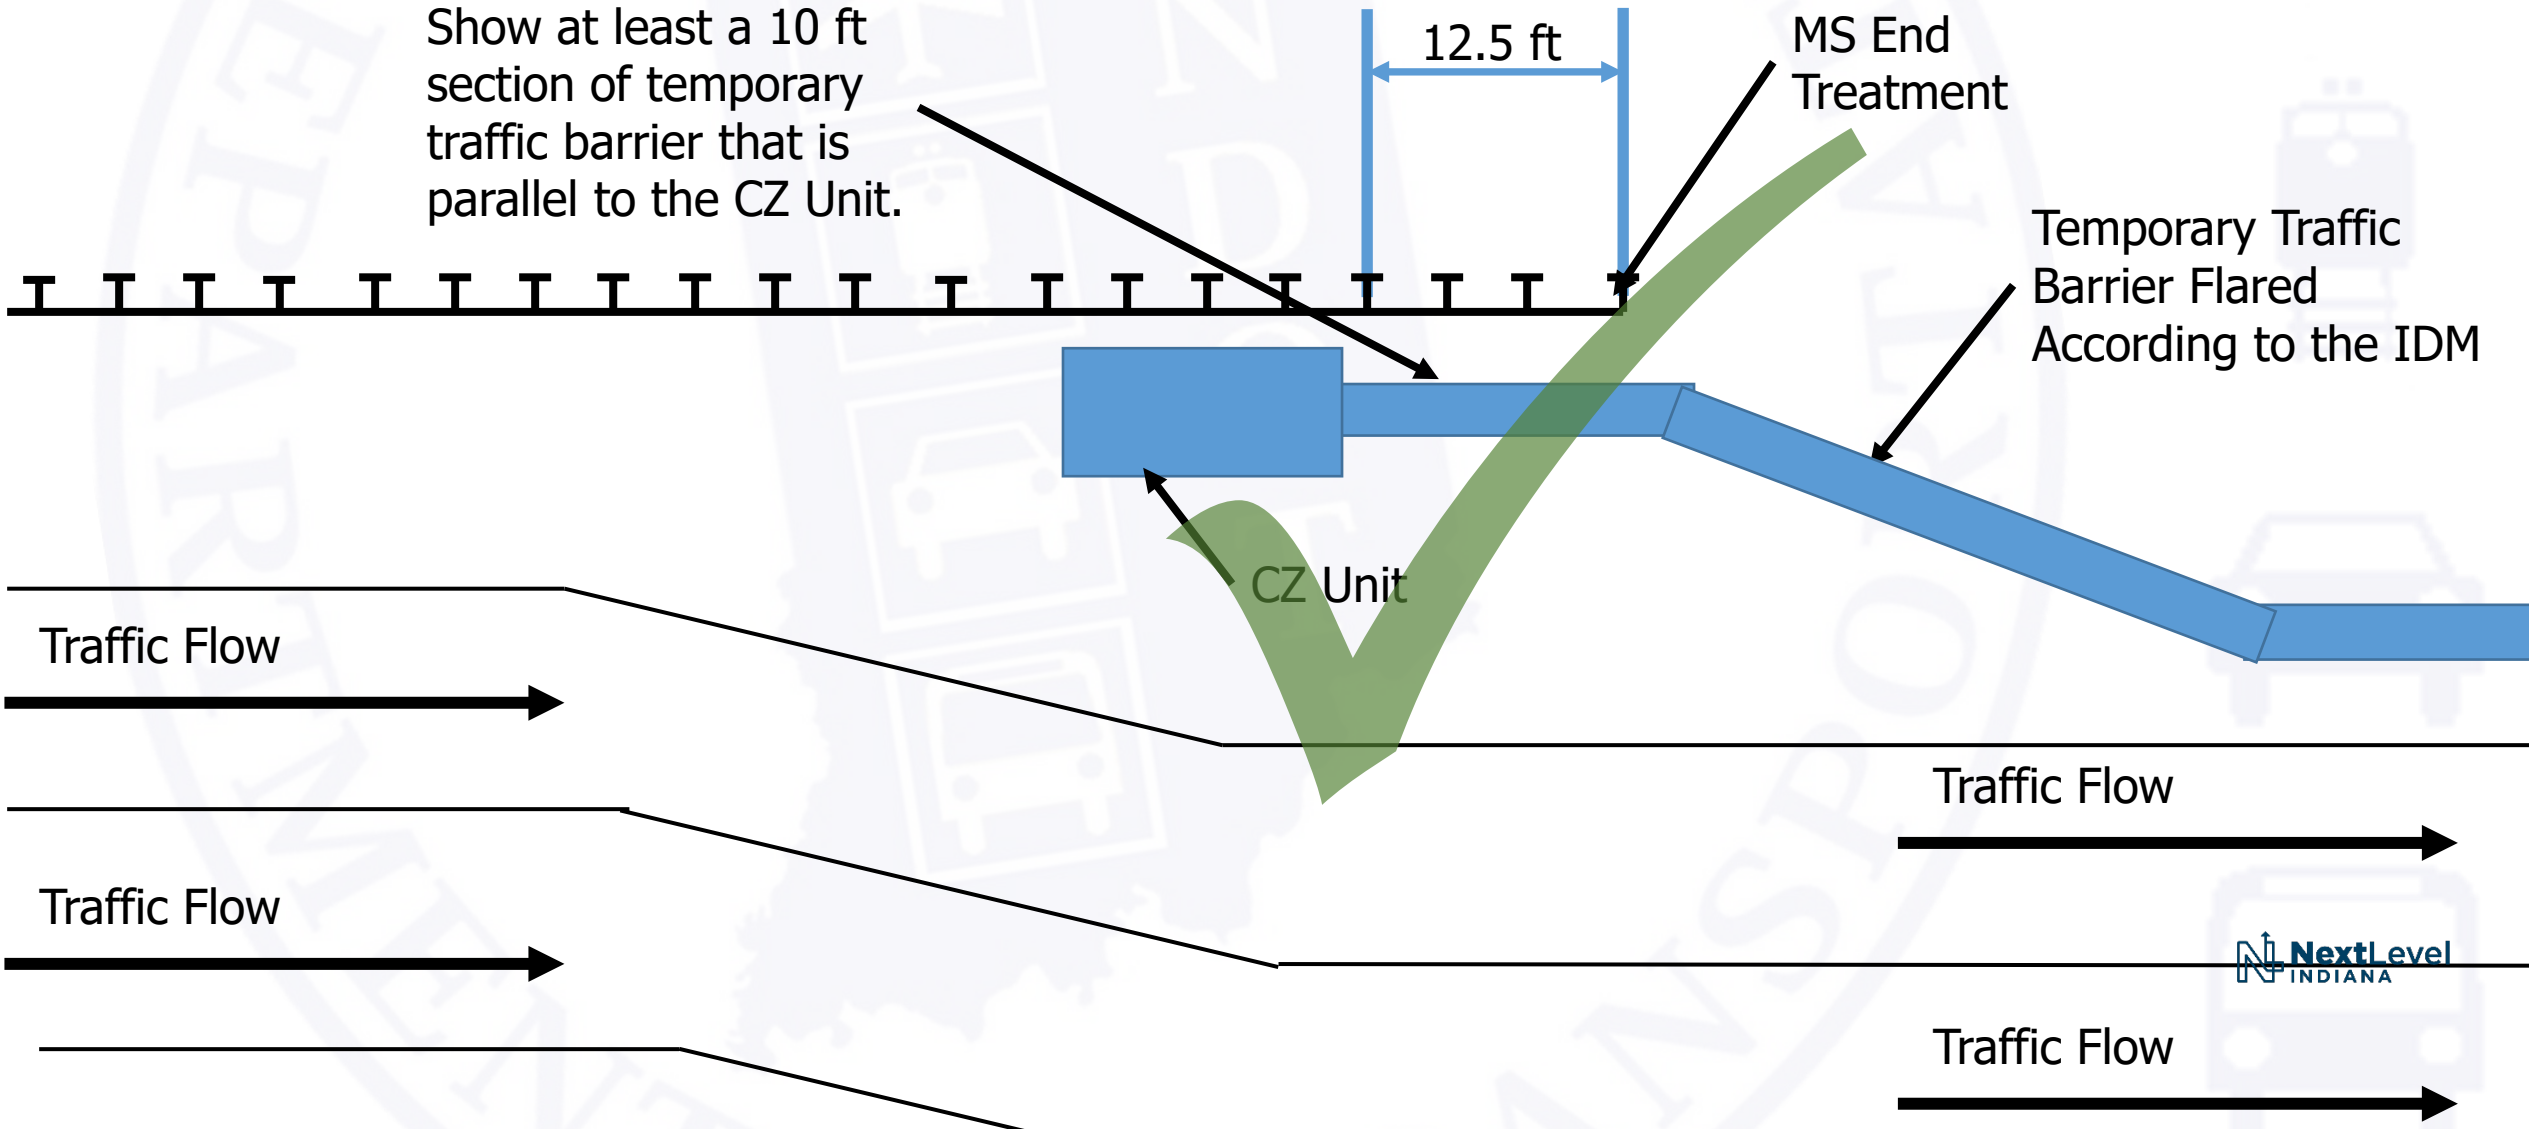 Show at least a 10 ft
section of temporary
traffic barrier that is
parallel to the CZ Unit.
12.5 ft
MS End
Treatment
Temporary Traffic
Barrier Flared
According to the IDM
CZ Unit
Traffic Flow
Traffic Flow
Traffic Flow
NextLevel
INDIANA
Traffic Flow